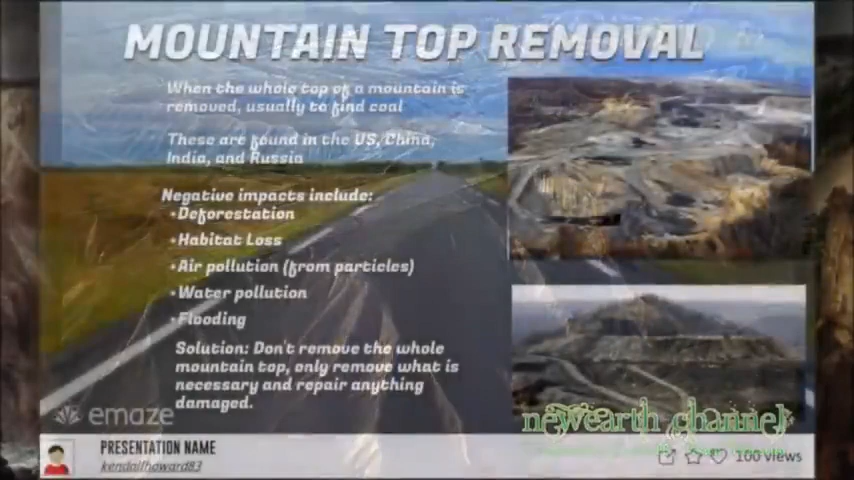 MOUNTAIN TOP REMOVAL
When the whole top of a mountain is
removed, usually to find coal
These are found in the US, China,
India, and Russia
Negative impacts include:
•Deforestation
•Habitat Loss
•Air pollution (from particles)
•Water pollution
•Flooding
Solution: Don't remove the whole
mountain top, only remove what is
necessary and repair anything
damaged.
emaze
newearth channel
PRESENTATION NAME
kendallhoward83
100 views